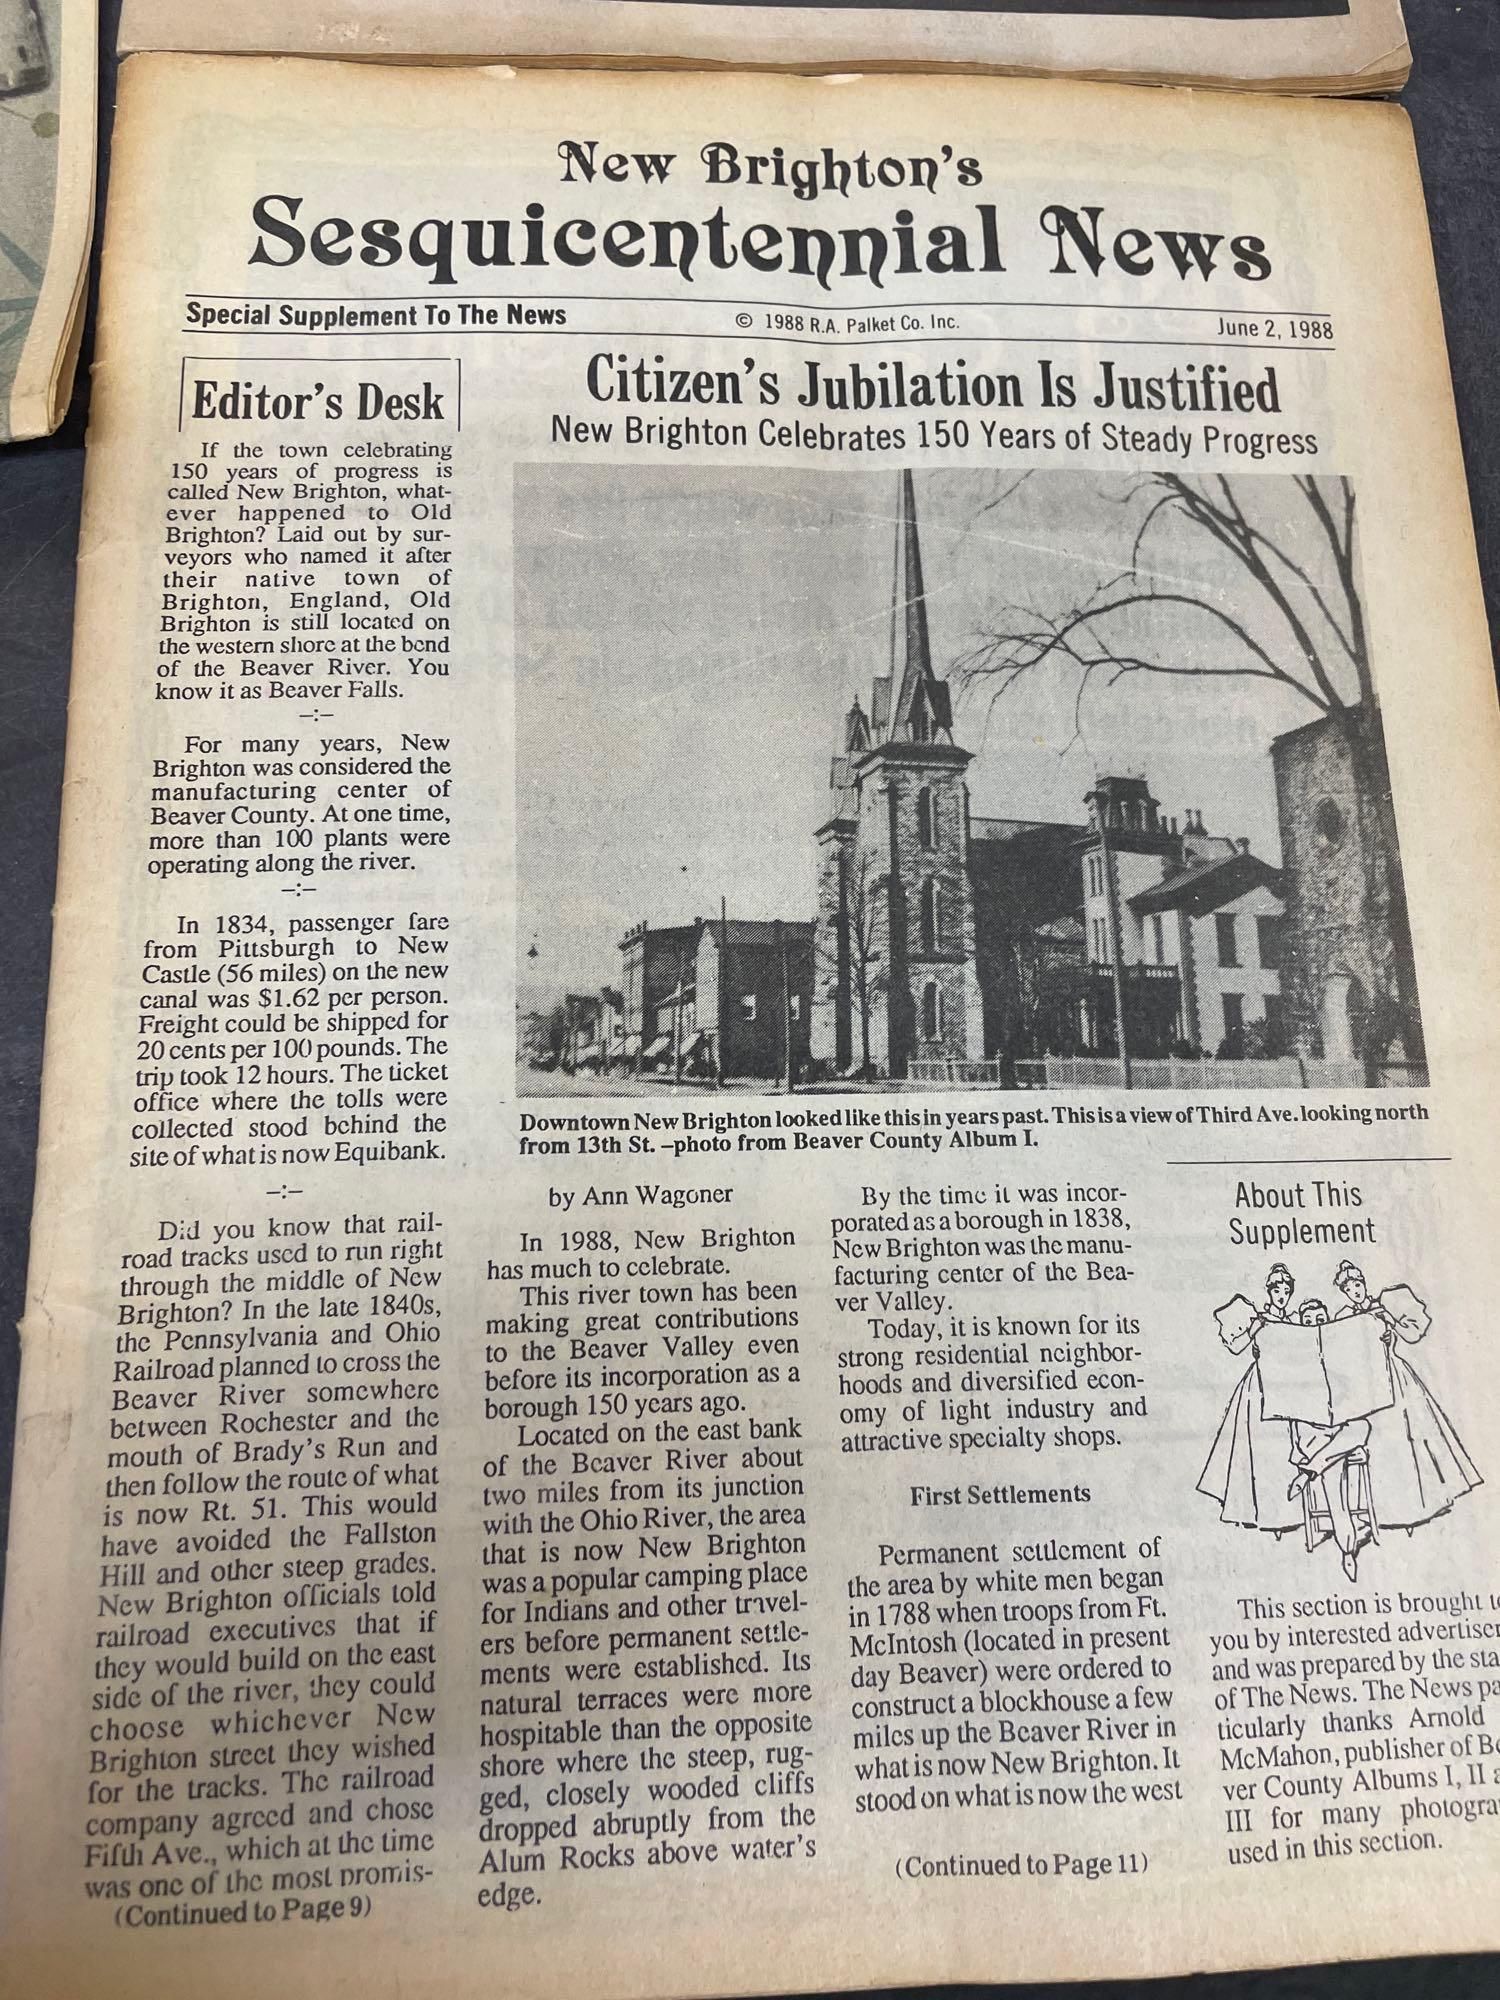 New Brighton's
Sesquicentennial News
Special Supplement To The News
© 1988 R.A. Palket Co. Inc.
June 2, 1988
Editor's Desk
If the town celebrating
150 years of progress is
called New Brighton, what-
ever happened to Old
Brighton? Laid out by sur-
veyors who named it after
their native town of
Brighton, England, Old
Brighton is still located on
the western shore at the bend
of the Beaver River. You
know it as Beaver Falls.
–:–
For many years, New
Brighton was considered the
manufacturing center of
Beaver County. At one time,
more than 100 plants were
operating along the river.
–:–
In 1834, passenger fare
from Pittsburgh to New
Castle (56 miles) on the new
canal was $1.62 per person.
Freight could be shipped for
20 cents per 100 pounds. The
trip took 12 hours. The ticket
office where the tolls were
collected stood behind the
site of what is now Equibank.
–:–
Did you know that rail-
road tracks used to run right
through the middle of New
Brighton? In the late 1840s,
the Pennsylvania and Ohio
Railroad planned to cross the
Beaver River somewhere
between Rochester and the
mouth of Brady's Run and
then follow the route of what
is now Rt. 51. This would
have avoided the Fallston
Hill and other steep grades.
New Brighton officials told
railroad executives that if
they would build on the east
side of the river, they could
choose whichever New
Brighton street they wished
for the tracks. The railroad
company agreed and chose
Fifth Ave., which at the time
was one of the most promis-
(Continued to Page 9)
Citizen's Jubilation Is Justified
New Brighton Celebrates 150 Years of Steady Progress
Downtown New Brighton looked like this in years past. This is a view of Third Ave. looking north
from 13th St. –photo from Beaver County Album I.
by Ann Wagoner
In 1988, New Brighton
has much to celebrate.
This river town has been
making great contributions
to the Beaver Valley even
before its incorporation as a
borough 150 years ago.
Located on the east bank
of the Beaver River about
two miles from its junction
with the Ohio River, the area
that is now New Brighton
was a popular camping place
for Indians and other travel-
ers before permanent settle-
ments were established. Its
natural terraces were more
hospitable than the opposite
shore where the steep, rug-
ged, closely wooded cliffs
dropped abruptly from the
Alum Rocks above water's
edge.
By the time it was incor-
porated as a borough in 1838,
New Brighton was the manu-
facturing center of the Bea-
ver Valley.
Today, it is known for its
strong residential neighbor-
hoods and diversified econ-
omy of light industry and
attractive specialty shops.
First Settlements
Permanent settlement of
the area by white men began
in 1788 when troops from Ft.
McIntosh (located in present
day Beaver) were ordered to
construct a blockhouse a few
miles up the Beaver River in
what is now New Brighton. It
stood on what is now the west
(Continued to Page 11)
About This
Supplement
This section is brought
you by interested
and was prepared by the
of The News. The News
ticularly thanks Arnold
McMahon, publisher of
ver County Albums I, II
III for many
used in this section.